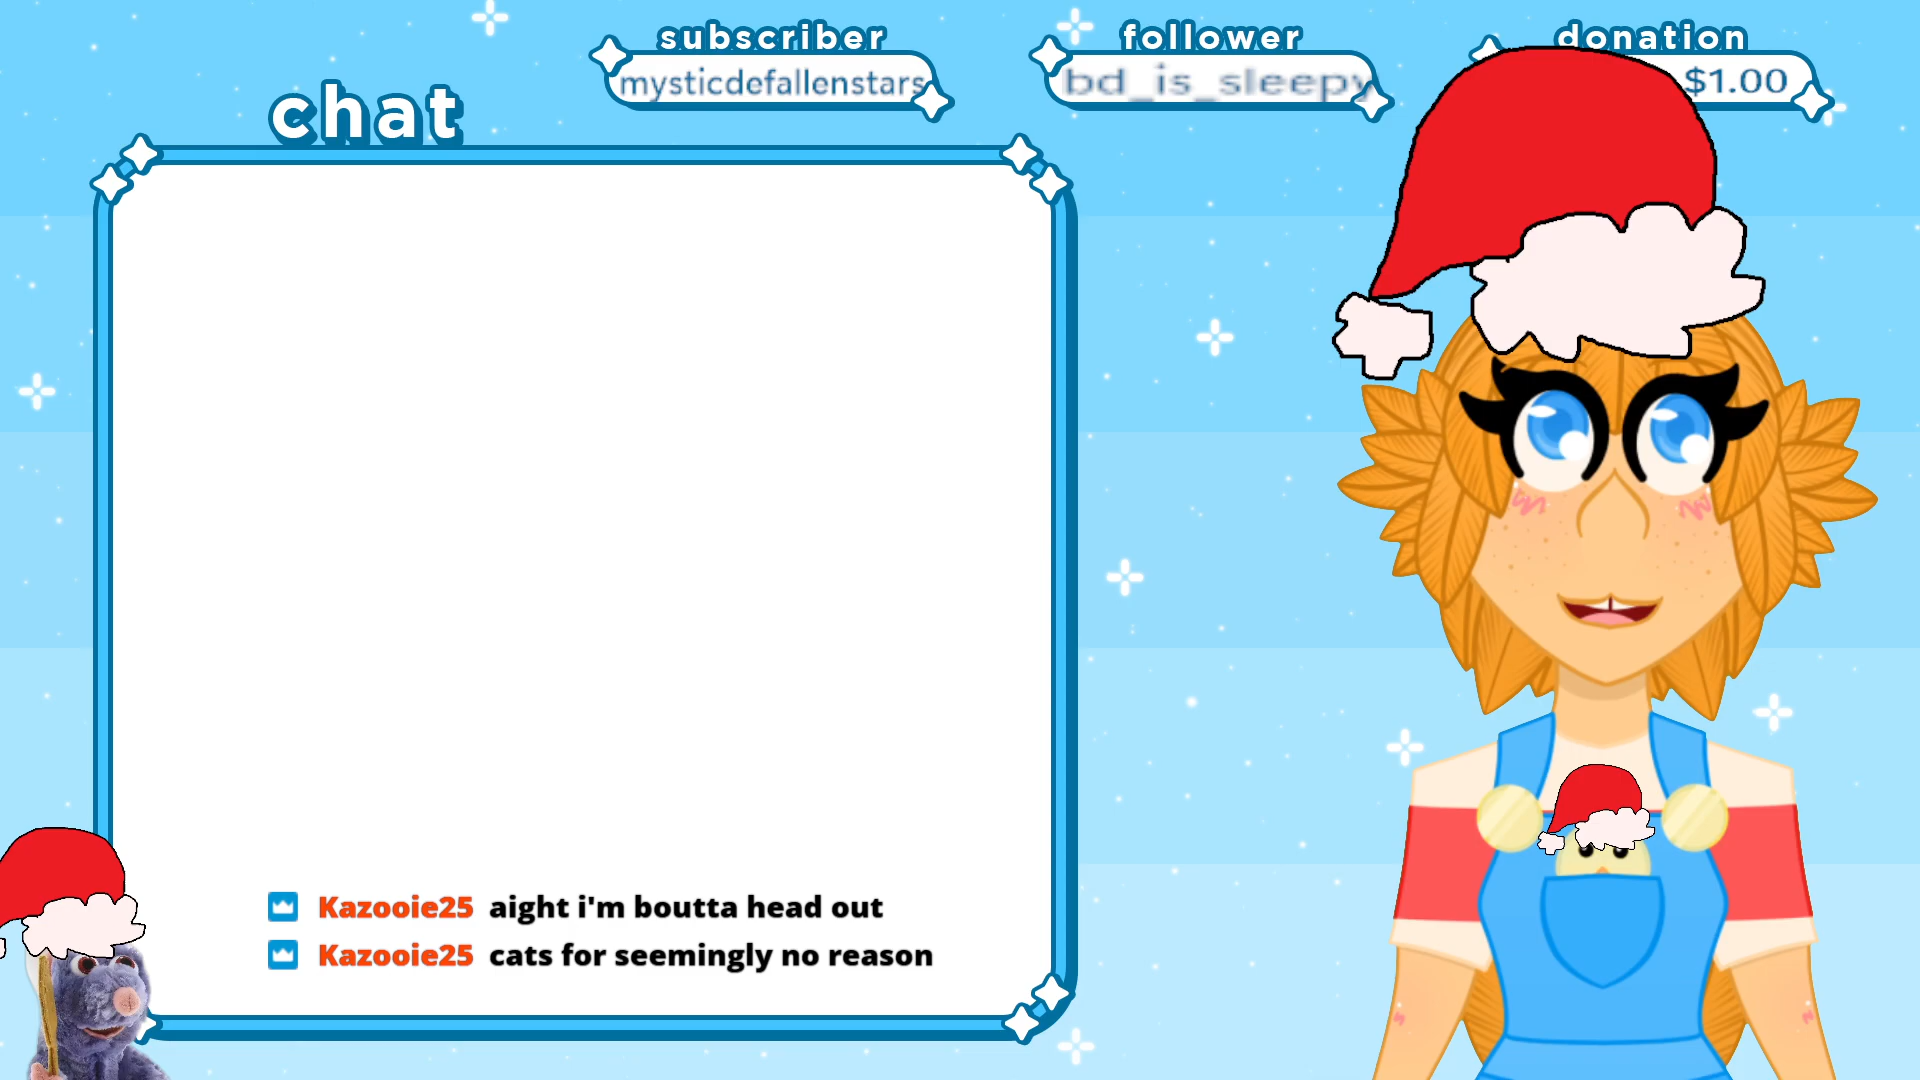 subscriber
mysticdefallenstars
follower
bd_is_sleepy
donation
$1.00
chat
Kazooie25 aight i'm boutta head out
Kazooie25 cats for seemingly no reason